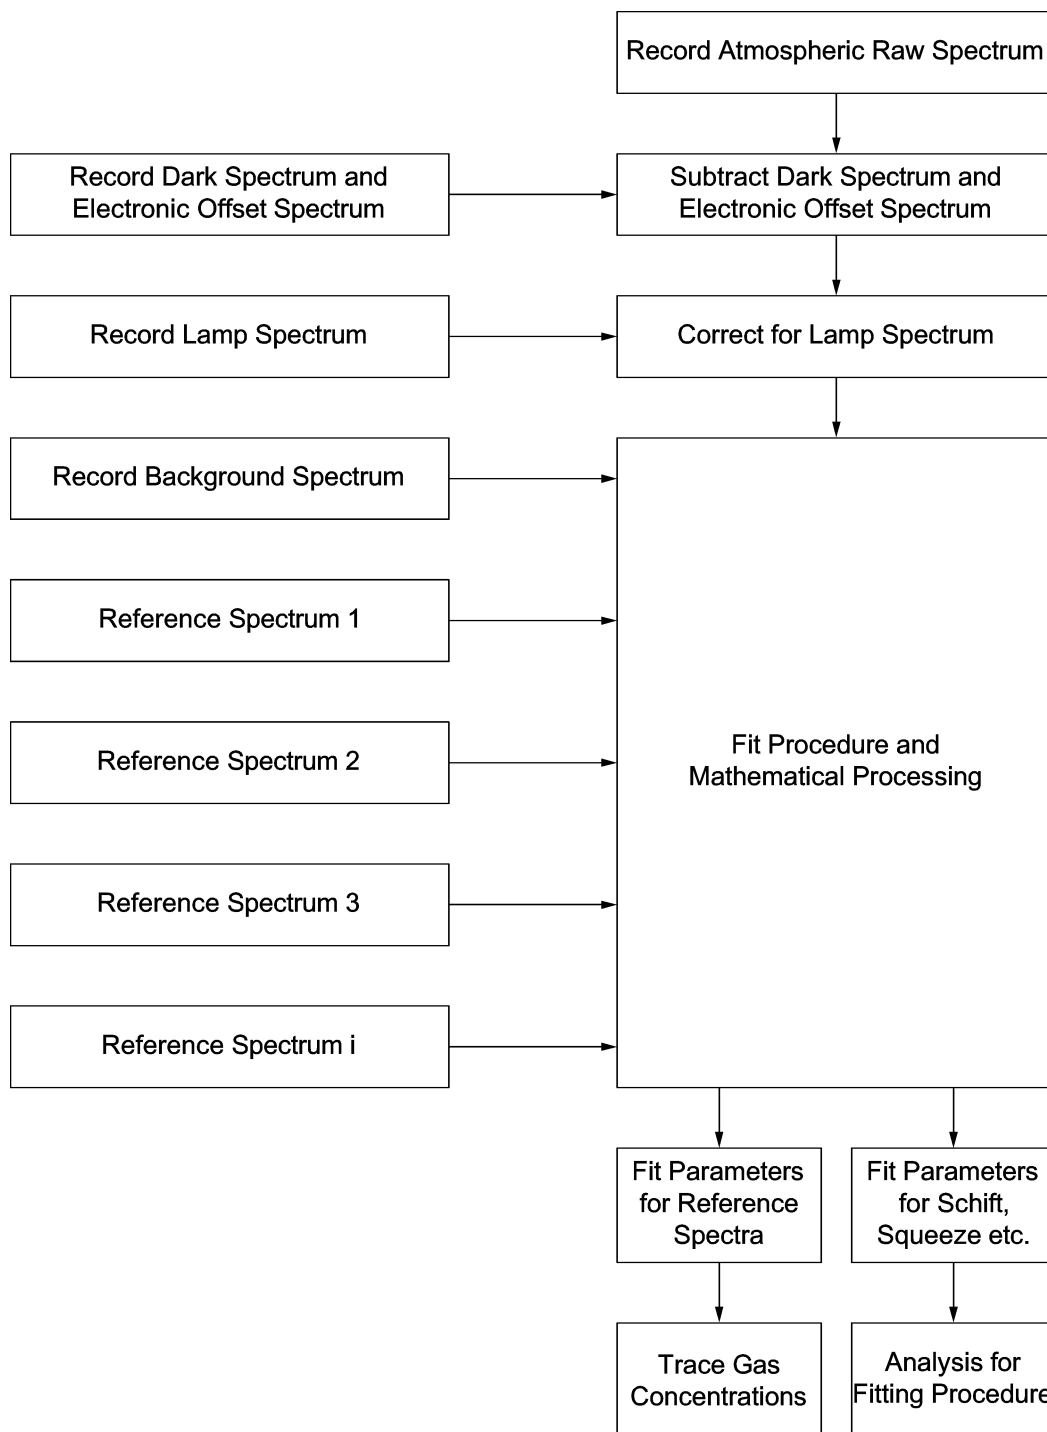 Record Atmospheric Raw Spectrum
Record Dark Spectrum and
Electronic Offset Spectrum
Subtract Dark Spectrum and
Electronic Offset Spectrum
Record Lamp Spectrum
Correct for Lamp Spectrum
Record Background Spectrum
Reference Spectrum 1
Reference Spectrum 2
Fit Procedure and
Mathematical Processing
Reference Spectrum 3
Reference Spectrum i
Fit Parameters
for Reference
Spectra
Fit Parameters
for Schift,
Squeeze etc.
Trace Gas
Concentrations
Analysis for
Fitting Procedure